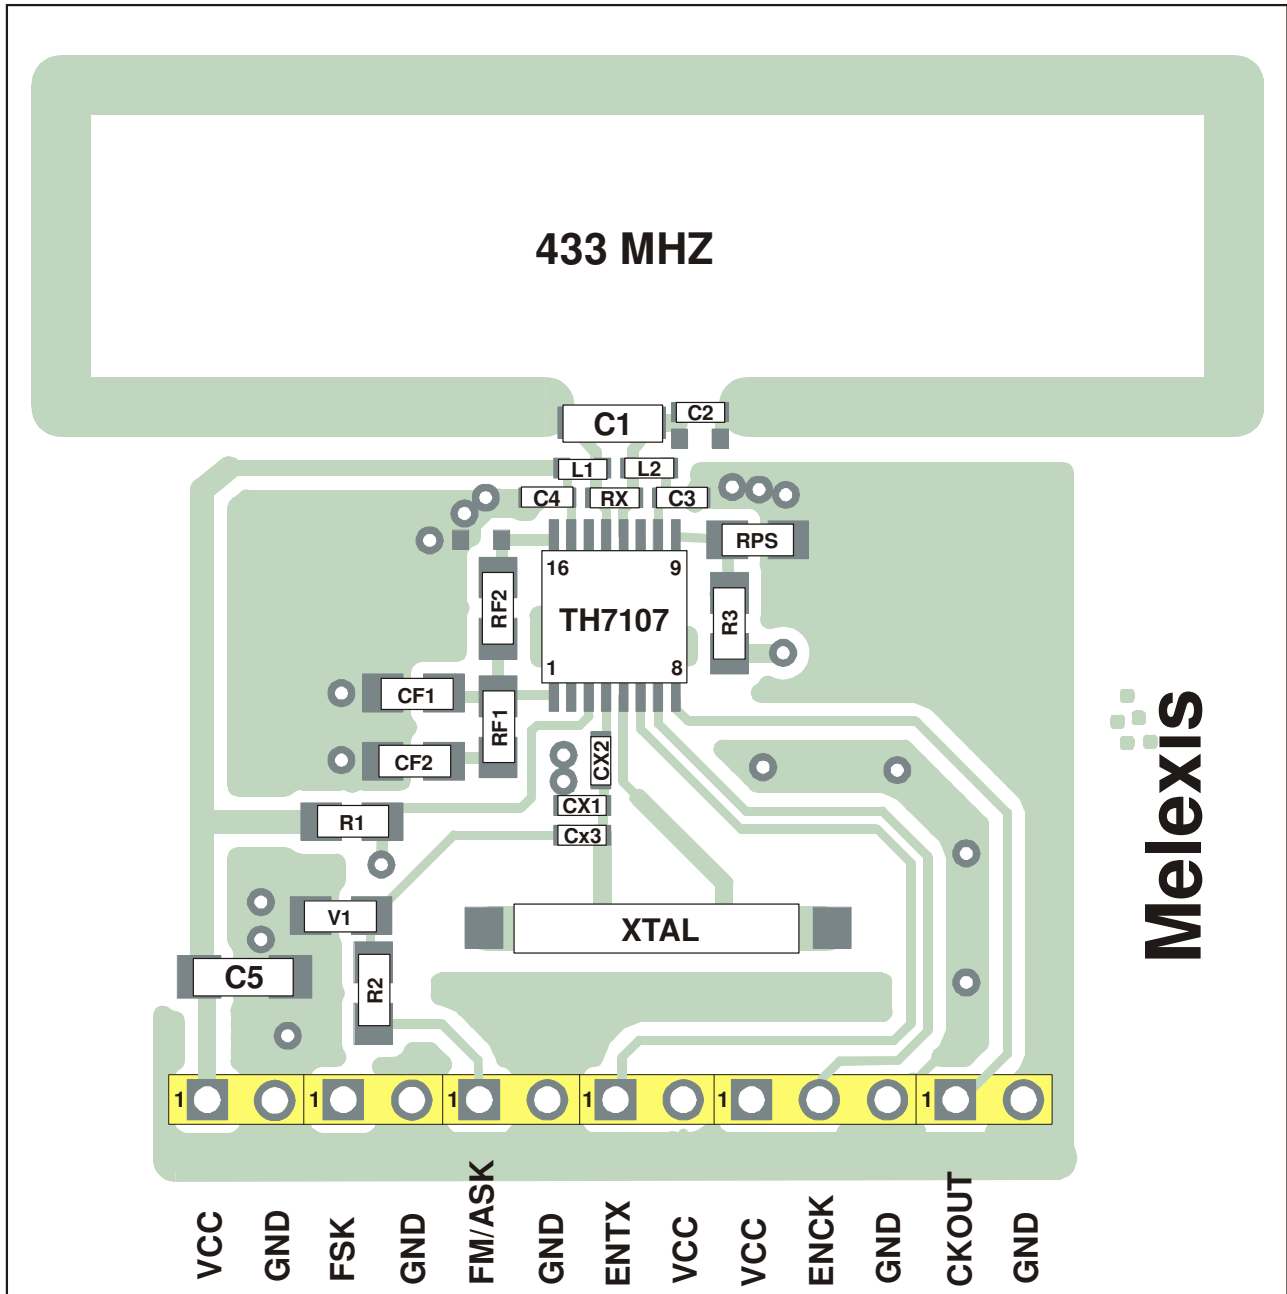 433 MHZ
C1
C2
L1
L2
C4
RX
C3
RPS
16
9
RF2
TH7107
R3
1
8
CF1
RF1
CF2
CX2
CX1
R1
Cx3
V1
XTAL
C5
R2
Melexis
1
1
1
1
1
1
VCC
GND
FSK
GND
FM/ASK
GND
ENTX
VCC
VCC
ENCK
GND
CKOUT
GND